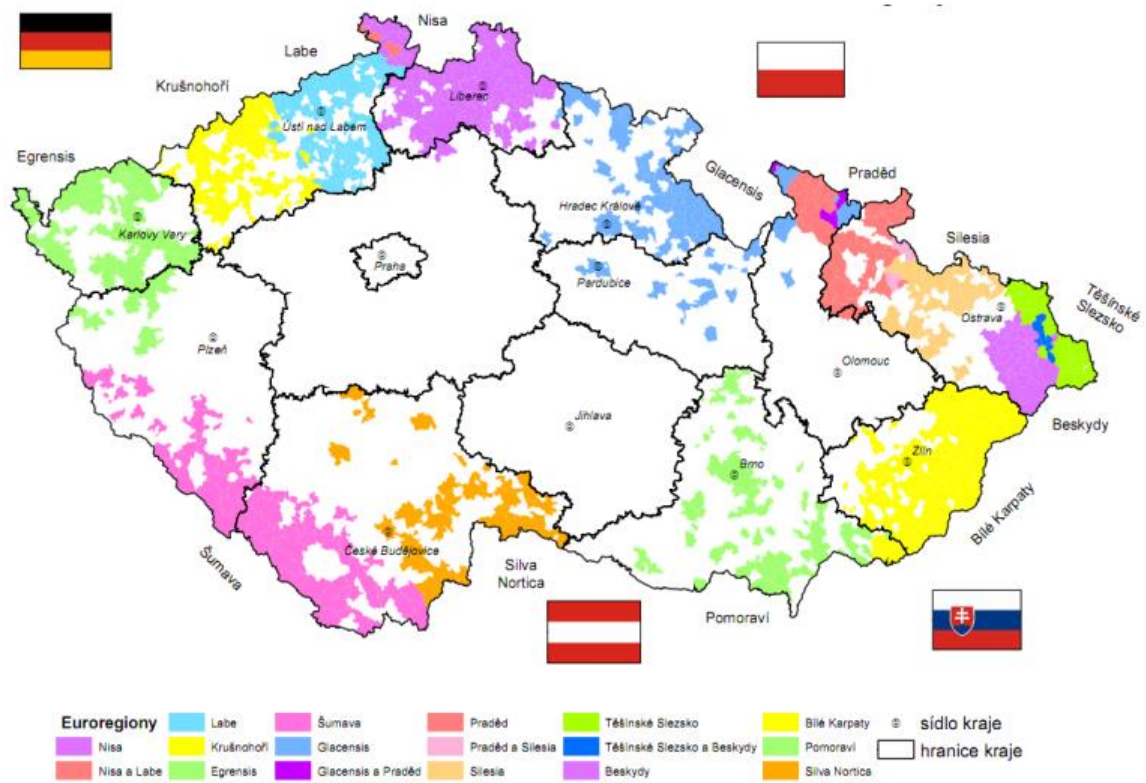 Nisa
Labe
Krušnohoří
Liberec
Ústí nad Labem
Egrensis
Glacensis
Praděd
Karlovy Vary
Hradec Králové
Silesia
Praha
Pardubice
Těšínské
Slezsko
Ostrava
Plzeň
Olomouc
Jihlava
Beskydy
Brno
Zlín
České Budějovice
Bílé Karpaty
Šumava
Silva
Nortica
Pomoraví
Euroregiony
Nisa
Nisa a Labe
Labe
Krušnohoří
Egrensis
Šumava
Glacensis
Glacensis a Praděd
Praděd
Praděd a Silesia
Silesia
Těšínské Slezsko
Těšínské Slezsko a Beskydy
Beskydy
Bílé Karpaty
Pomoraví
Silva Nortica
sídlo kraje
hranice kraje